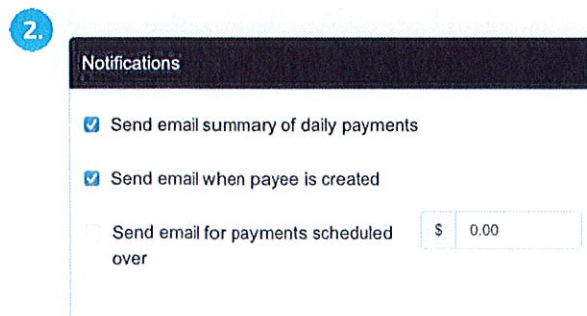 2.
Notifications
Send email summary of daily payments
Send email when payee is created
Send email for payments scheduled
over
$ 0.00